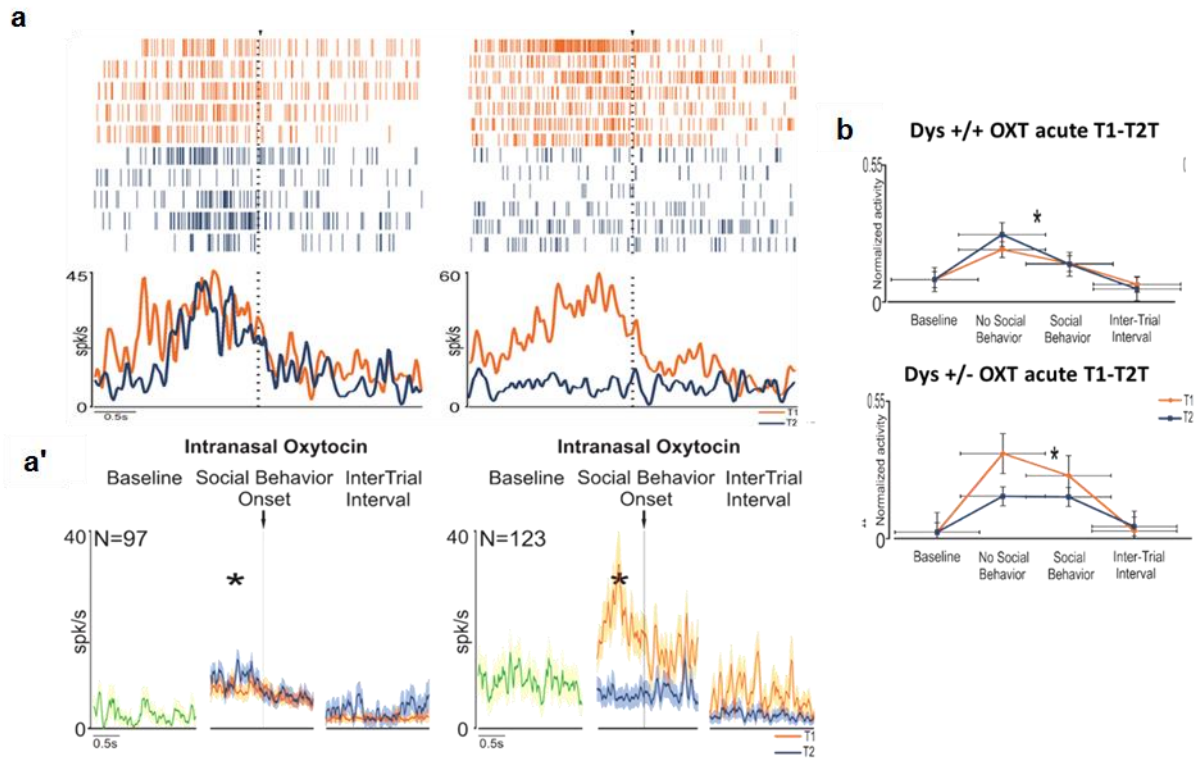 a
45
spk/s
0
0.5s
T1
T2
60
spk/s
0
T1
T2
a'
Intranasal Oxytocin
Baseline
Social Behavior
Onset
InterTrial
Interval
40
N=97
*
spk/s
0
0.5s
Intranasal Oxytocin
Baseline
Social Behavior
Onset
InterTrial
Interval
40
N=123
*
spk/s
0
0.5s
T1
T2
b
Dys +/+ OXT acute T1-T2T
0.55
Normalized activity
0
*
Baseline
No Social
Behavior
Social
Behavior
Inter-Trial
Interval
Dys +/- OXT acute T1-T2T
0.55
Normalized activity
0
*
T1
T2
Baseline
No Social
Behavior
Social
Behavior
Inter-Trial
Interval